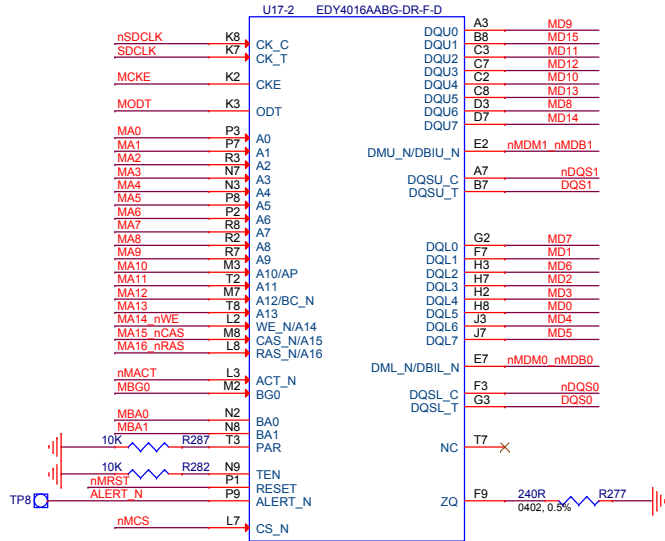 U17-2 EDY4016AABG-DR-F-D
nSDCLK K8 CK_C
SDCLK K7 CK_T
MCKE K2 CKE
MODT K3 ODT
MA0 P3 A0
MA1 P7 A1
MA2 R3 A2
MA3 N7 A3
MA4 N3 A4
MA5 P8 A5
MA6 P2 A6
MA7 R8 A7
MA8 R2 A8
MA9 R7 A9
MA10 M3 A10/AP
MA11 T2 A11
MA12 M7 A12/BC_N
MA13 T8 A13
MA14_nWE L2 WE_N/A14
MA15_nCAS M8 CAS_N/A15
MA16_nRAS L8 RAS_N/A16
nMACT L3 ACT_N
MBG0 M2 BG0
MBA0 N2 BA0
MBA1 N8 BA1
10K R287 T3 PAR
10K R282 N9 TEN
nMRST P1 RESET
TP8 ALERT_N P9 ALERT_N
nMCS L7 CS_N
DQU0 A3 MD9
DQU1 B8 MD15
DQU2 C3 MD11
DQU3 C7 MD12
DQU4 C2 MD10
DQU5 C8 MD13
DQU6 D3 MD8
DQU7 D7 MD14
DMU_N/DBIU_N E2 nMDM1_nMDB1
DQSU_C A7 nDQS1
DQSU_T B7 DQS1
DQL0 G2 MD7
DQL1 F7 MD1
DQL2 H3 MD6
DQL3 H7 MD2
DQL4 H2 MD3
DQL5 H8 MD0
DQL6 J3 MD4
DQL7 J7 MD5
DML_N/DBIL_N E7 nMDM0_nMDB0
DQSL_C F3 nDQS0
DQSL_T G3 DQS0
NC T7
ZQ F9 240R R277
0402, 0.5%